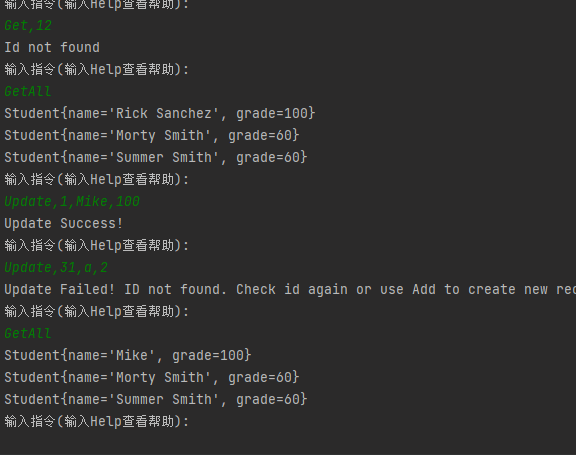 输入指令(输入Help查看帮助):
Get,12
Id not found
输入指令(输入Help查看帮助):
GetAll
Student{name='Rick Sanchez', grade=100}
Student{name='Morty Smith', grade=60}
Student{name='Summer Smith', grade=60}
输入指令(输入Help查看帮助):
Update,1,Mike,100
Update Success!
输入指令(输入Help查看帮助):
Update,31,a,2
Update Failed! ID not found. Check id again or use Add to create new rec
输入指令(输入Help查看帮助):
GetAll
Student{name='Mike', grade=100}
Student{name='Morty Smith', grade=60}
Student{name='Summer Smith', grade=60}
输入指令(输入Help查看帮助):